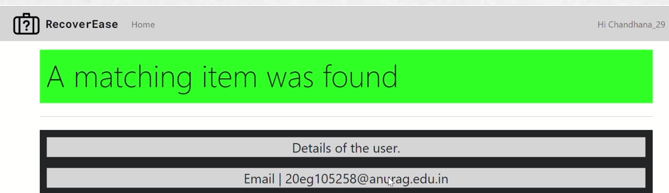 RecoverEase Home Hi Chandhana_29
A matching item was found
Details of the user.
Email | 20eg105258@anurag.edu.in